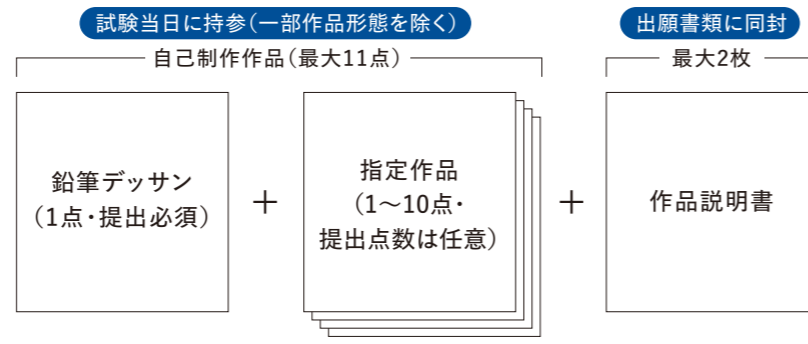 試験当日に持参(一部作品形態を除く)
出願書類に同封
自己制作作品(最大11点)
最大2枚
鉛筆デッサン
(1点・提出必須)
+
指定作品
(1〜10点・
提出点数は任意)
+
作品説明書